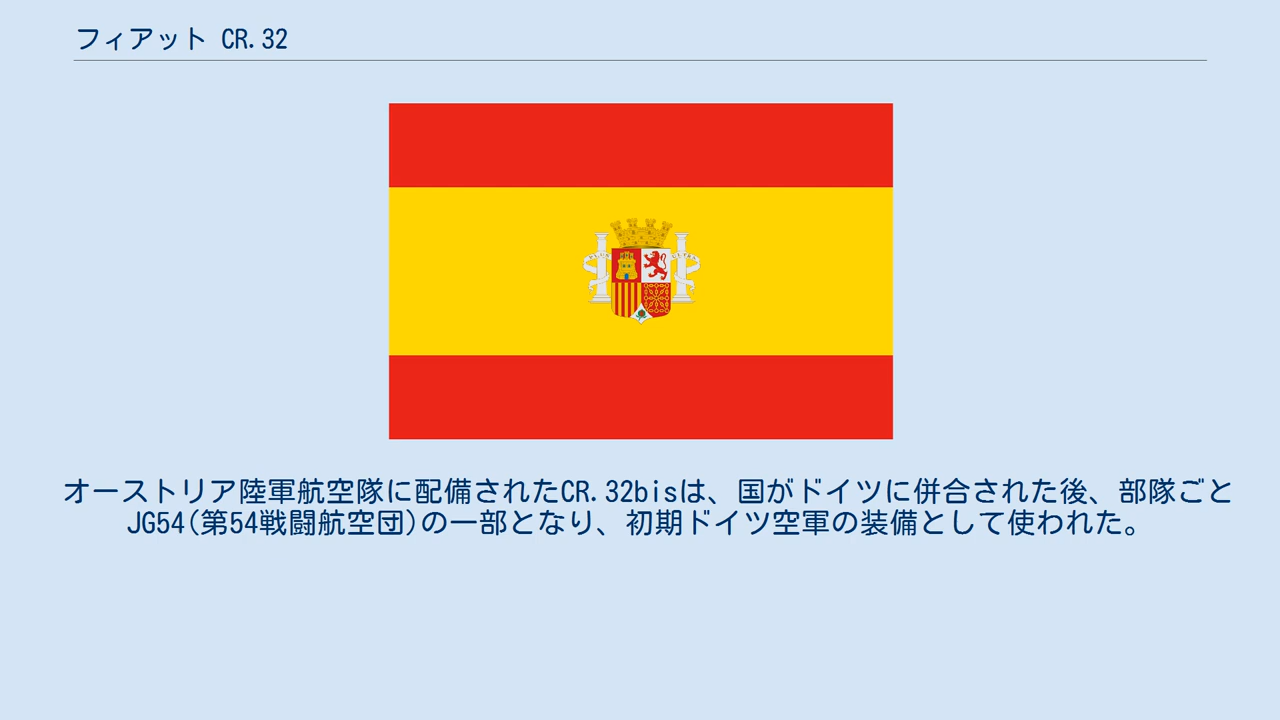 フィアット CR.32
オーストリア陸軍航空隊に配備されたCR.32bisは、国がドイツに併合された後、部隊ごと
JG54(第54戦闘航空団)の一部となり、初期ドイツ空軍の装備として使われた。